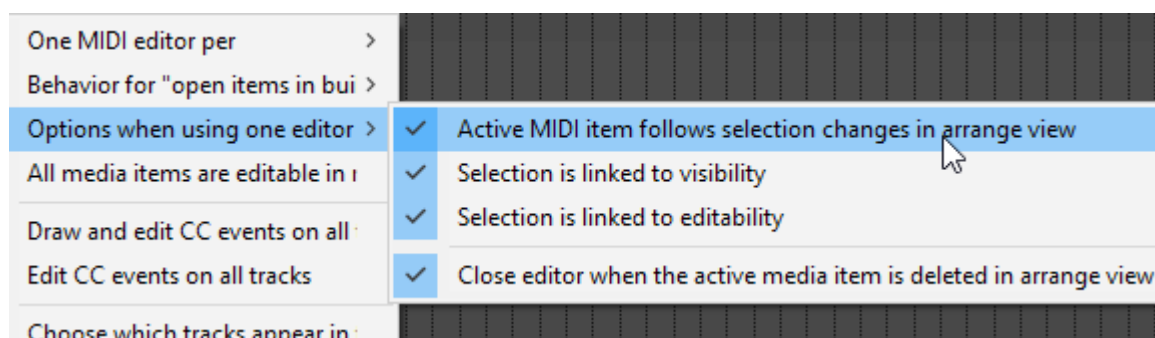 One MIDI editor per
Behavior for "open items in bui
Options when using one editor
All media items are editable in
Draw and edit CC events on all
Edit CC events on all tracks
Choose which tracks appear in
Active MIDI item follows selection changes in arrange view
Selection is linked to visibility
Selection is linked to editability
Close editor when the active media item is deleted in arrange view